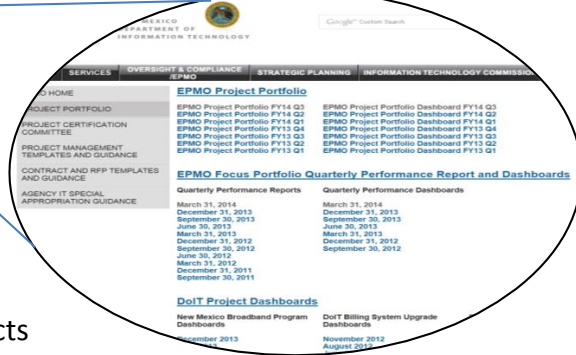 MEXICO
DEPARTMENT OF
INFORMATION TECHNOLOGY
Google™ Custom Search
SERVICES
OVERSIGHT & COMPLIANCE
/EPMO
STRATEGIC PLANNING
INFORMATION TECHNOLOGY COMMISSIO
HOME
PROJECT PORTFOLIO
PROJECT CERTIFICATION
COMMITTEE
PROJECT MANAGEMENT
TEMPLATES AND GUIDANCE
CONTRACT AND RFP TEMPLATES
AND GUIDANCE
AGENCY IT SPECIAL
APPROPRIATION GUIDANCE
EPMO Project Portfolio
EPMO Project Portfolio FY14 Q3
EPMO Project Portfolio FY14 Q2
EPMO Project Portfolio FY14 Q1
EPMO Project Portfolio FY13 Q4
EPMO Project Portfolio FY13 Q3
EPMO Project Portfolio FY13 Q2
EPMO Project Portfolio FY13 Q1
EPMO Project Portfolio Dashboard FY14 Q3
EPMO Project Portfolio Dashboard FY14 Q2
EPMO Project Portfolio Dashboard FY14 Q1
EPMO Project Portfolio Dashboard FY13 Q4
EPMO Project Portfolio Dashboard FY13 Q3
EPMO Project Portfolio Dashboard FY13 Q2
EPMO Project Portfolio Dashboard FY13 Q1
EPMO Focus Portfolio Quarterly Performance Report and Dashboards
Quarterly Performance Reports
March 31, 2014
December 31, 2013
September 30, 2013
June 30, 2013
March 31, 2013
December 31, 2012
September 30, 2012
June 30, 2012
March 31, 2012
December 31, 2011
September 30, 2011
Quarterly Performance Dashboards
March 31, 2014
December 31, 2013
September 30, 2013
June 30, 2013
March 31, 2013
December 31, 2012
September 30, 2012
DoIT Project Dashboards
New Mexico Broadband Program
Dashboards
December 2013
DoIT Billing System Upgrade
Dashboards
November 2012
August 2012
cts